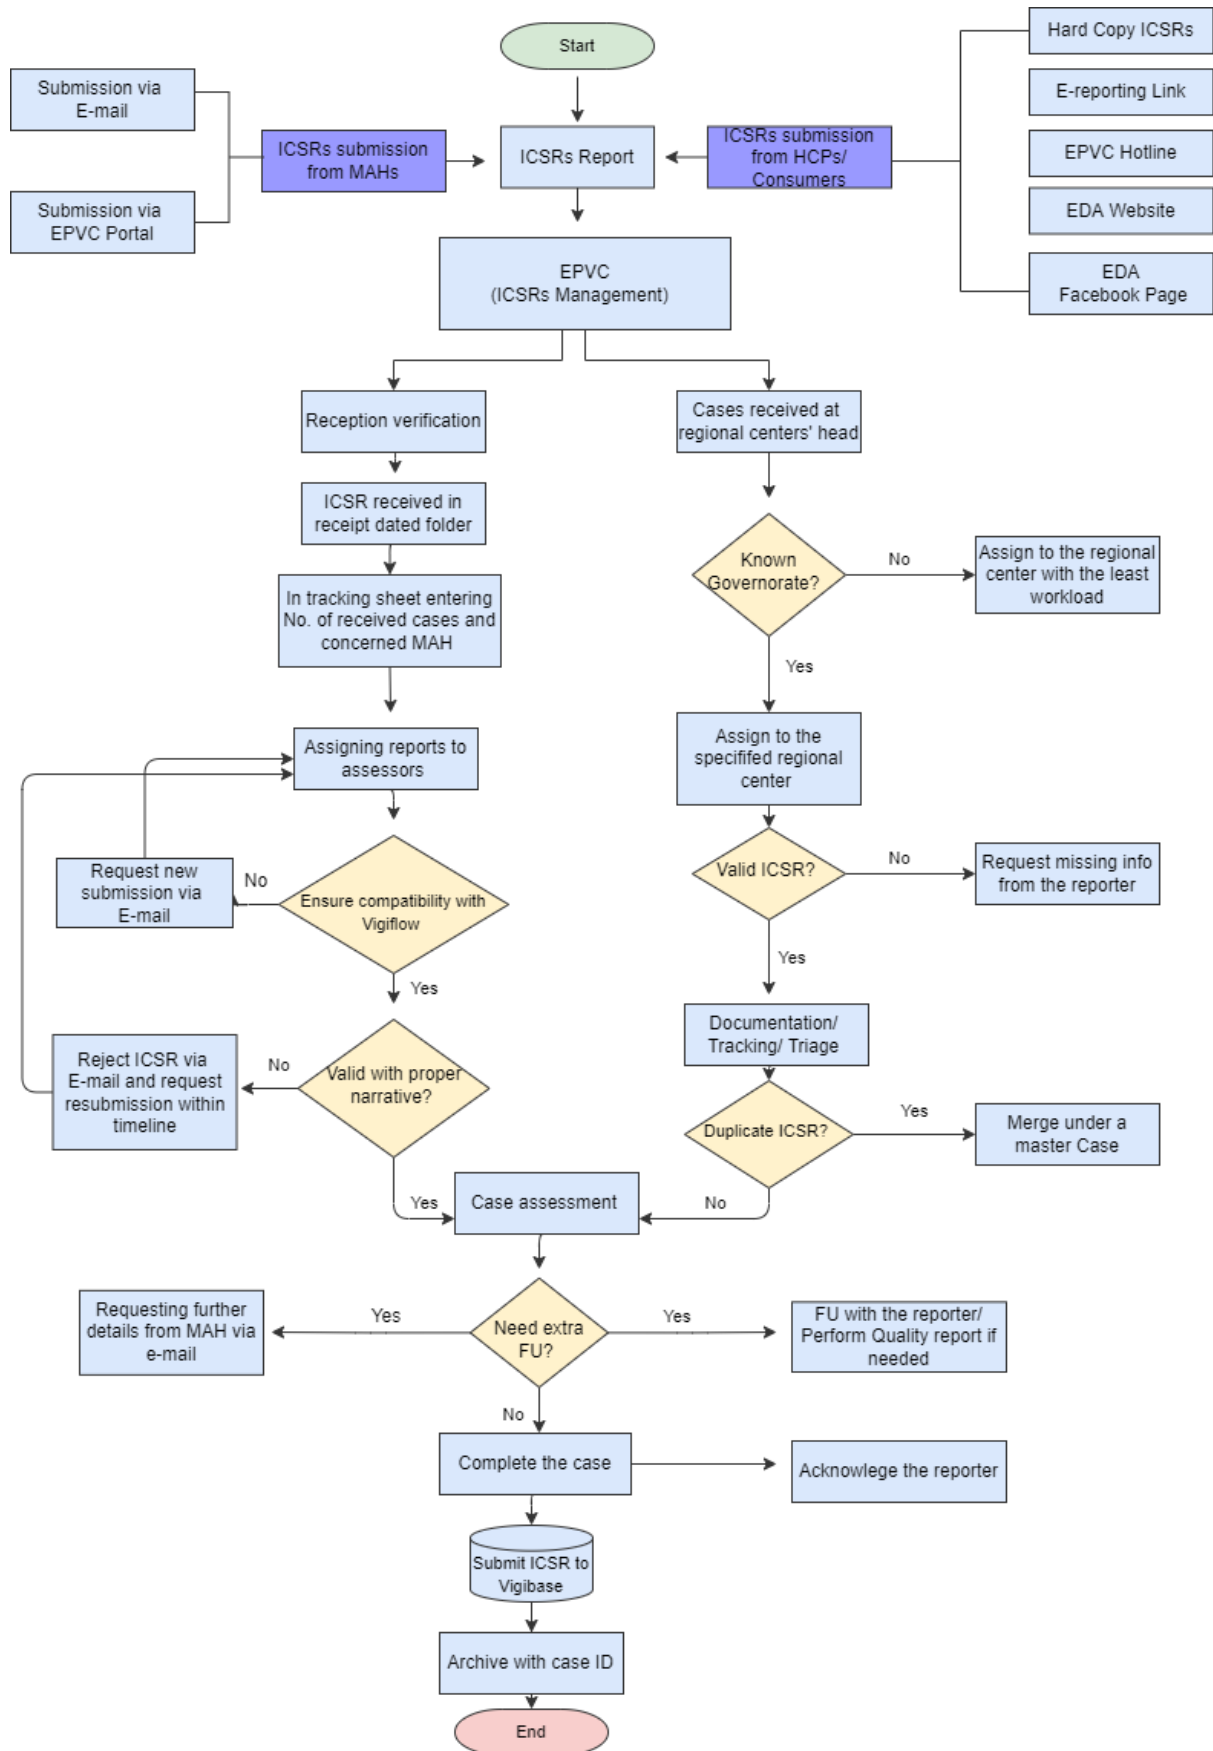 Start
Hard Copy ICSRs
Submission via
E-mail
E-reporting Link
ICSRs submission
from MAHs
ICSRs Report
ICSRs submission
from HCPs/
Consumers
EPVC Hotline
Submission via
EPVC Portal
EDA Website
EPVC
(ICSRs Management)
EDA
Facebook Page
Reception verification
Cases received at
regional centers' head
ICSR received in
receipt dated folder
Known
Governorate?
No
Assign to the regional
center with the least
workload
In tracking sheet entering
No. of received cases and
concerned MAH
Yes
Assigning reports to
assessors
Assign to the
specififed regional
center
Request new
submission via
E-mail
No
Ensure compatibility with
Vigiflow
Valid ICSR?
No
Request missing info
from the reporter
Yes
Yes
Reject ICSR via
E-mail and request
resubmission within
timeline
No
Valid with proper
narrative?
Documentation/
Tracking/ Triage
Duplicate ICSR?
Yes
Merge under a
master Case
Yes
Case assessment
No
Requesting further
details from MAH via
e-mail
Yes
Need extra
FU?
Yes
FU with the reporter/
Perform Quality report if
needed
No
Complete the case
Acknowlege the reporter
Submit ICSR to
Vigibase
Archive with case ID
End